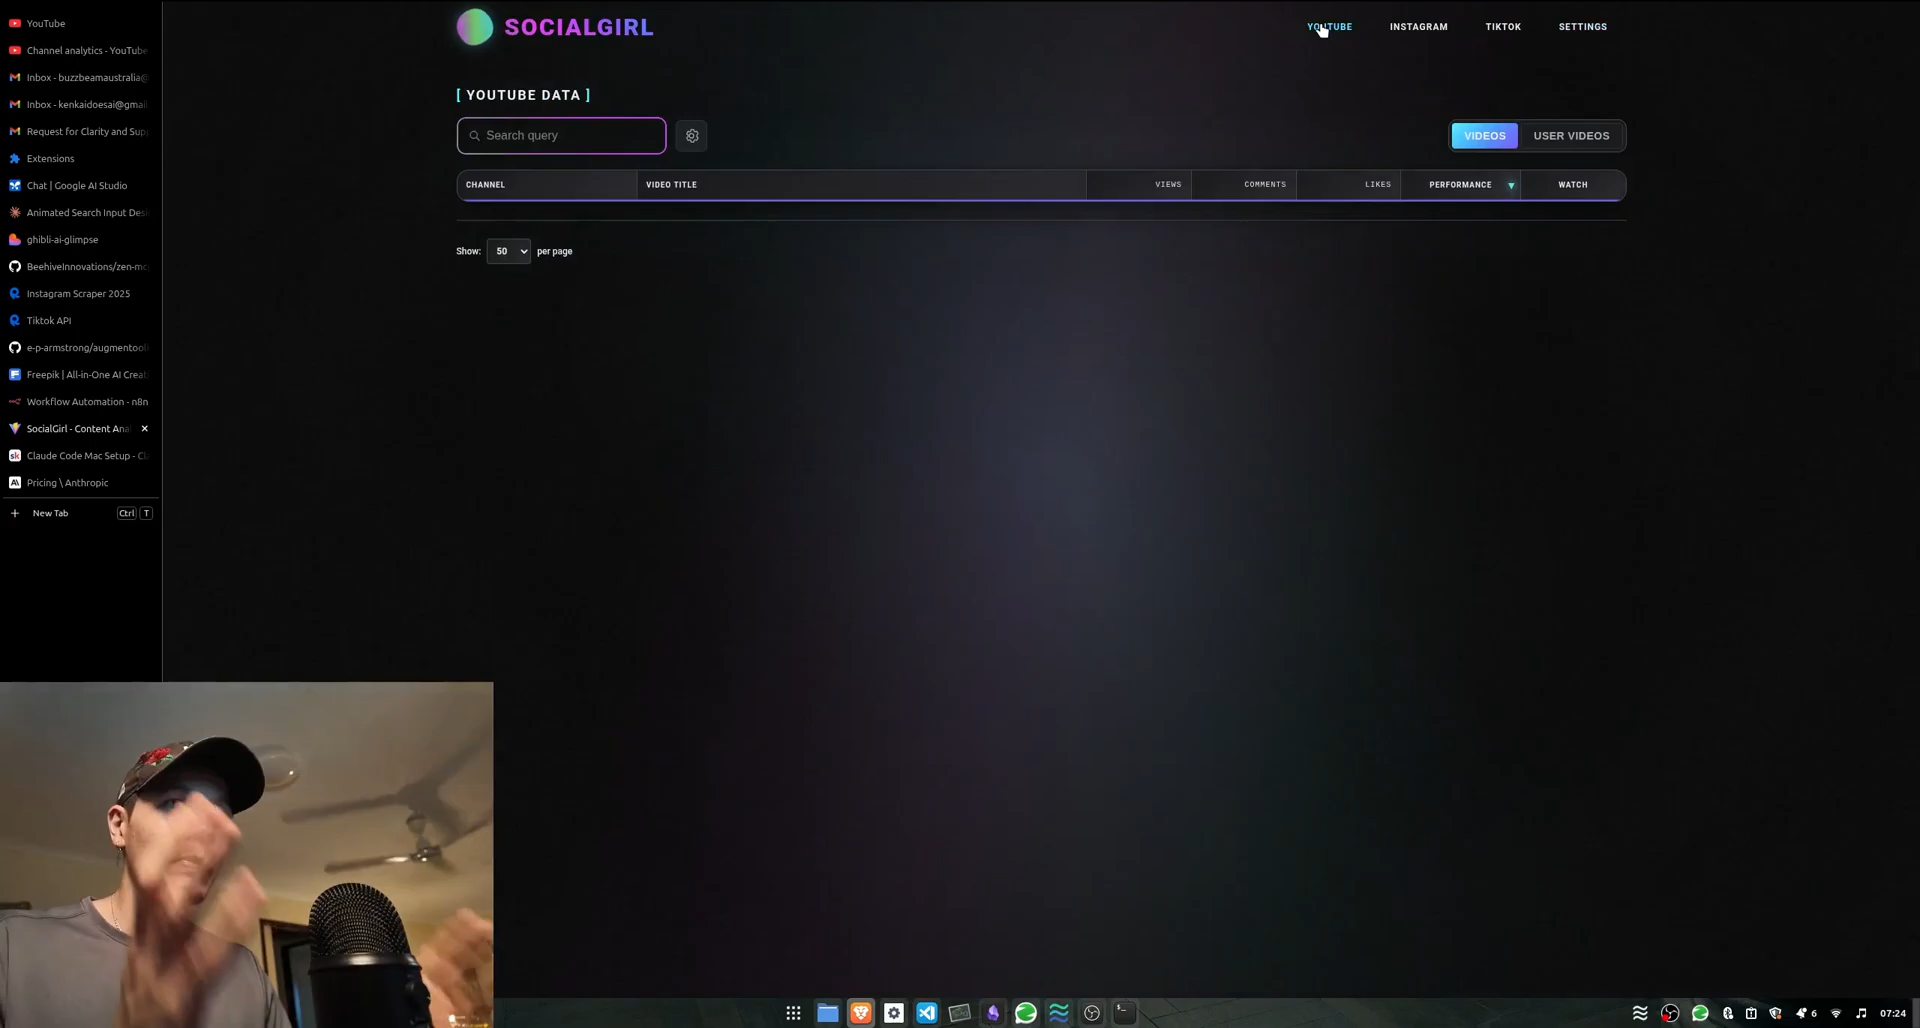 YouTube
Channel analytics - YouTube
Inbox - buzzbeamaustralia@
Inbox - kenkaidoesai@gmail
Request for Clarity and Sup
Extensions
Chat | Google AI Studio
Animated Search Input Desi
ghibli-ai-glimpse
BeehiveInnovations/zen-mc
Instagram Scraper 2025
Tiktok API
e-p-armstrong/augmentool
Freepik | All-in-One AI Creat
Workflow Automation - n8n
SocialGirl - Content Ana
Claude Code Mac Setup - Cl
Pricing \ Anthropic
New Tab Ctrl T
SOCIALGIRL
YOUTUBE INSTAGRAM TIKTOK SETTINGS
[ YOUTUBE DATA ]
Search query
VIDEOS USER VIDEOS
CHANNEL VIDEO TITLE VIEWS COMMENTS LIKES PERFORMANCE ▼ WATCH
Show: 50 per page
6 07:24